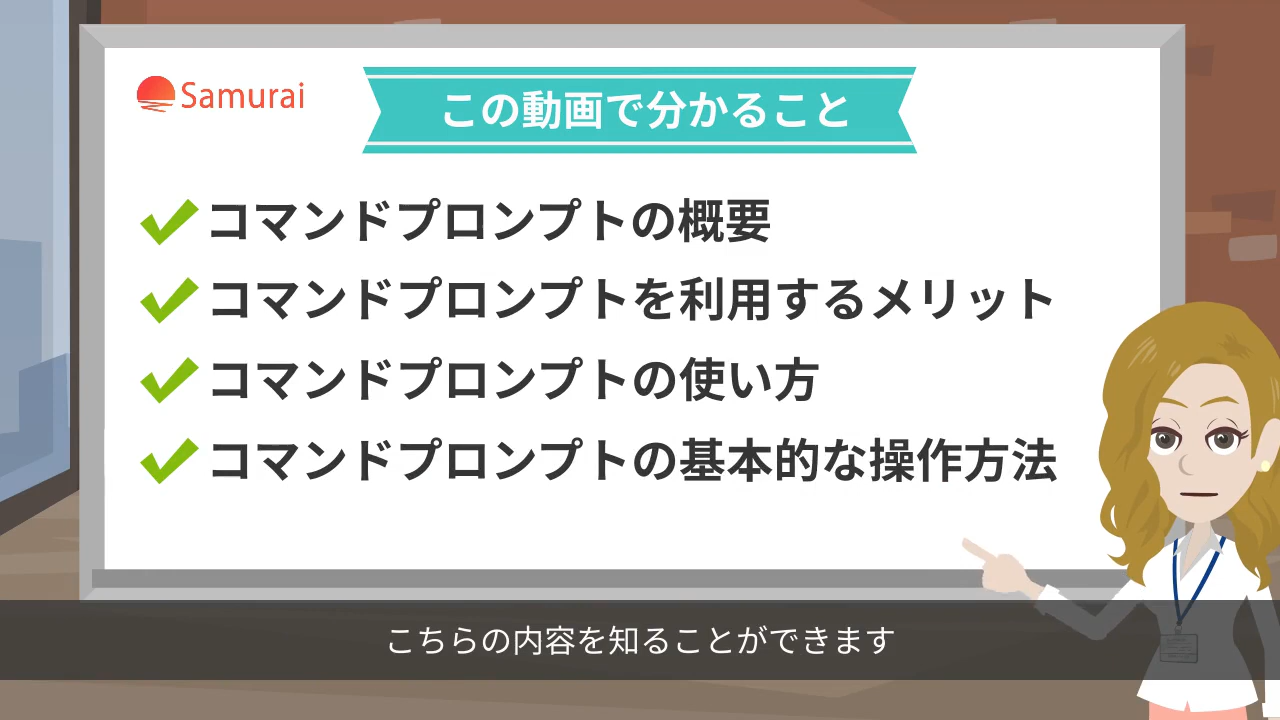 Samurai
この動画で分かること
コマンドプロンプトの概要
コマンドプロンプトを利用するメリット
コマンドプロンプトの使い方
コマンドプロンプトの基本的な操作方法
こちらの内容を知ることができます